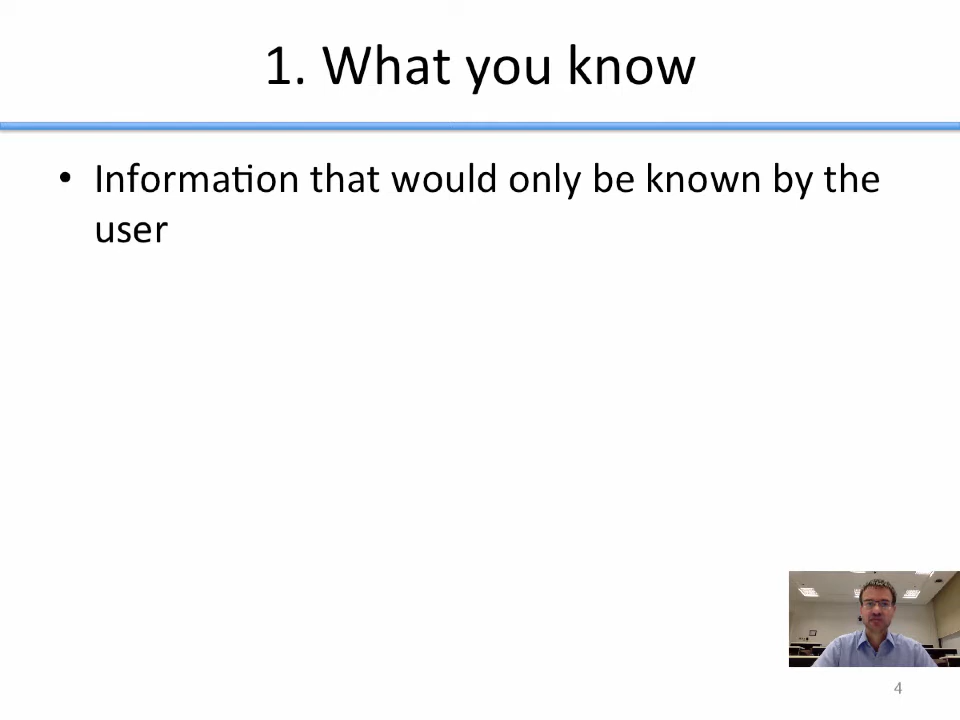 1. What you know
• Information that would only be known by the
user
4